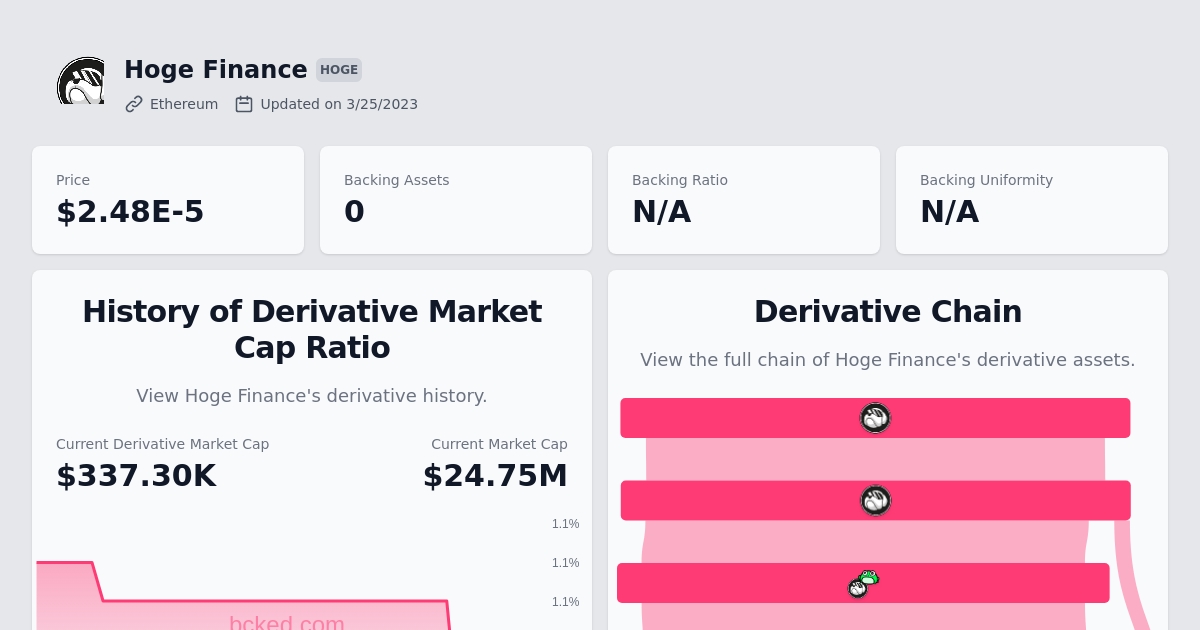 Hoge Finance HOGE
Ethereum Updated on 3/25/2023
Price
$2.48E-5
Backing Assets
0
Backing Ratio
N/A
Backing Uniformity
N/A
History of Derivative Market
Cap Ratio
View Hoge Finance's derivative history.
Current Derivative Market Cap
$337.30K
Current Market Cap
$24.75M
1.1%
1.1%
1.1%
bcked.com
Derivative Chain
View the full chain of Hoge Finance's derivative assets.